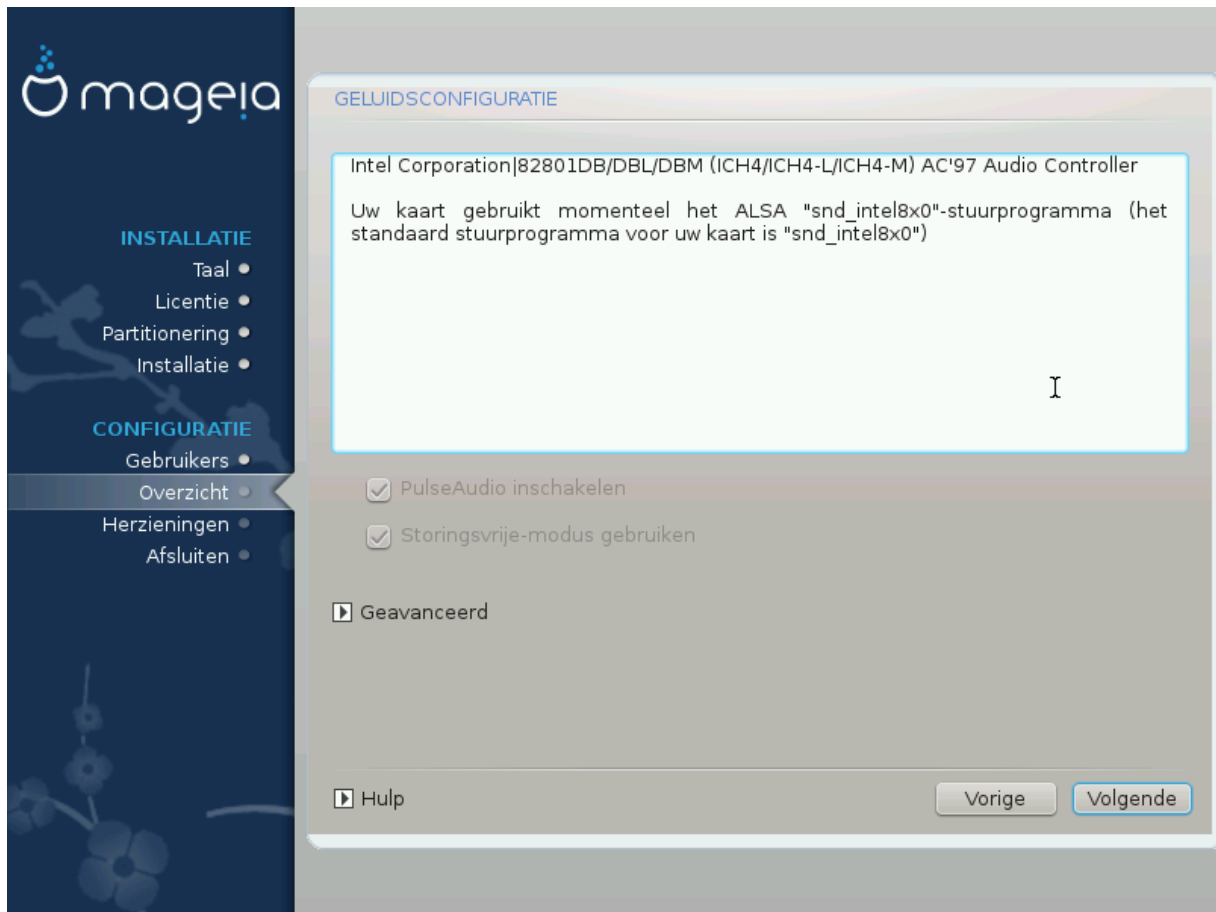 mageia
INSTALLATIE
Taal
Licentie
Partitionering
Installatie
CONFIGURATIE
Gebruikers
Overzicht
Herzieningen
Afsluiten
GELUIDSCONFIGURATIE
Intel Corporation|82801DB/DBL/DBM (ICH4/ICH4-L/ICH4-M) AC'97 Audio Controller
Uw kaart gebruikt momenteel het ALSA "snd_intel8x0"-stuurprogramma (het
standaard stuurprogramma voor uw kaart is "snd_intel8x0")
PulseAudio inschakelen
Storingsvrije-modus gebruiken
Geavanceerd
Hulp
Vorige
Volgende